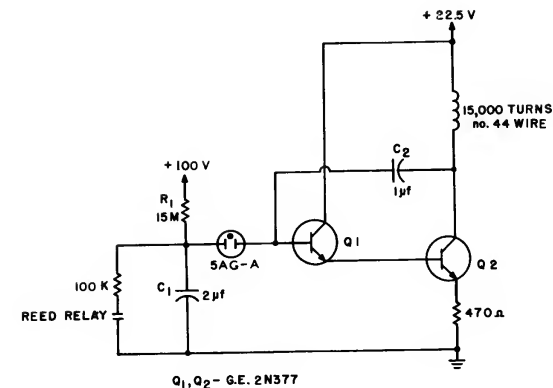 + 22.5 V
15,000 TURNS
no. 44 WIRE
C2
1µf
+100 V
R1
15M
5AG-A
Q1
Q2
100 K
C1
2µf
REED RELAY
470Ω
Q1,Q2- G.E. 2N377